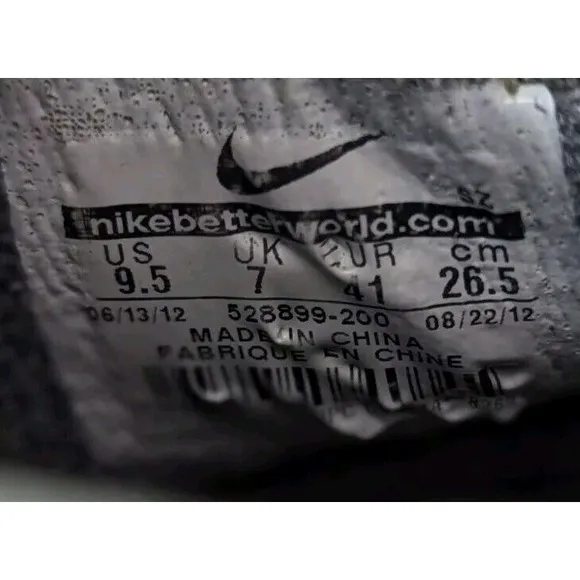 SZ
nikebetterworld.com
US UK EUR cm
9.5 7 41 26.5
06/13/12 528899-200 08/22/12
MADE IN CHINA
FABRIQUE EN CHINE